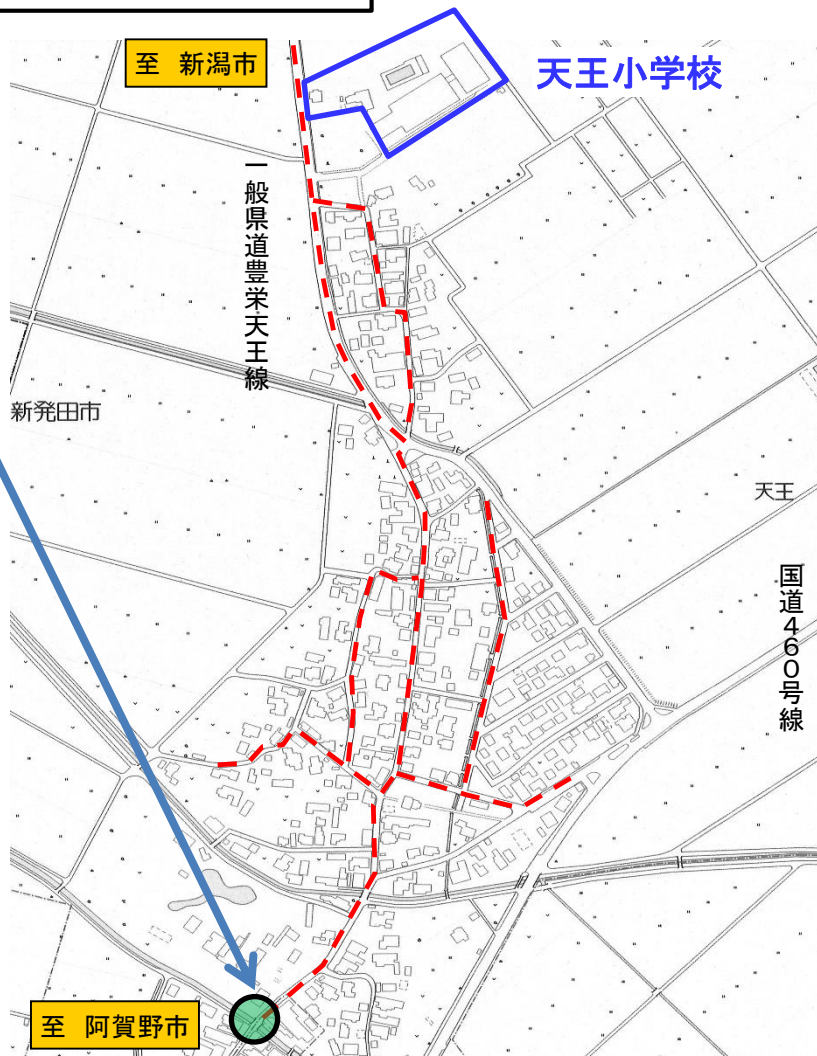 至 新潟市
天王小学校
一般県道豊栄天王線
新発田市
天王
国道460号線
至 阿賀野市